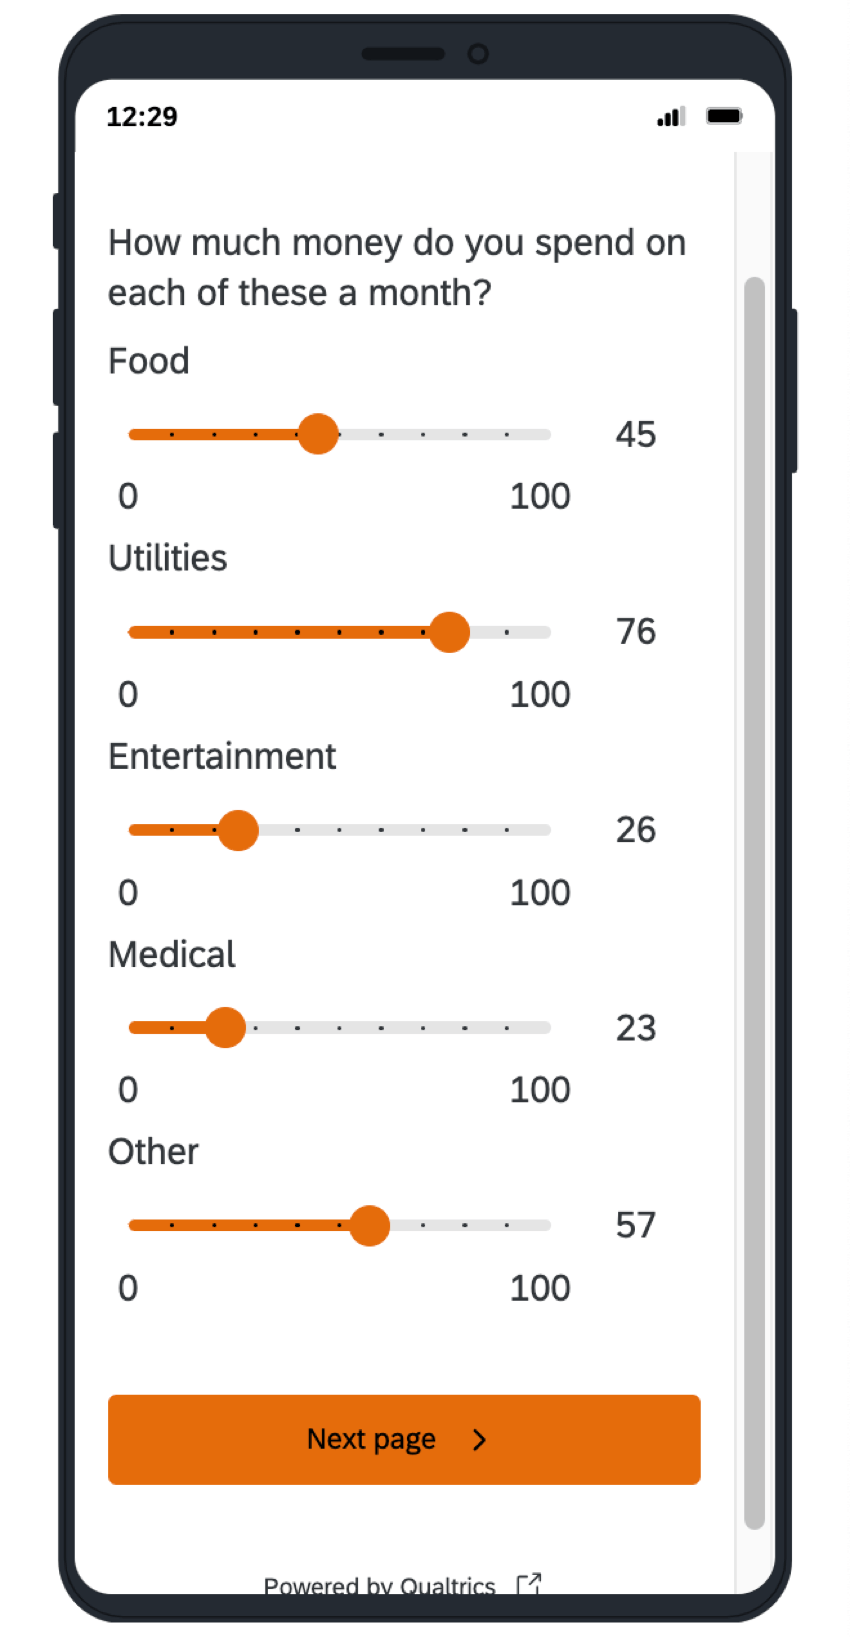 12:29
How much money do you spend on
each of these a month?
Food
45
0 100
Utilities
76
0 100
Entertainment
26
0 100
Medical
23
0 100
Other
57
0 100
Next page
Powered by Qualtrics